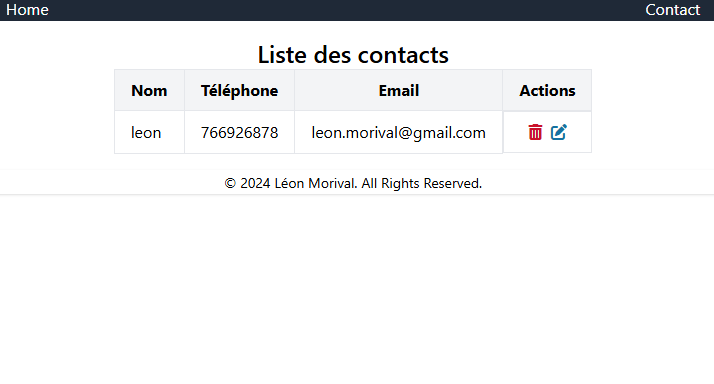 Home Contact
Liste des contacts
Nom Téléphone Email Actions
leon 766926878 leon.morival@gmail.com
© 2024 Léon Morival. All Rights Reserved.